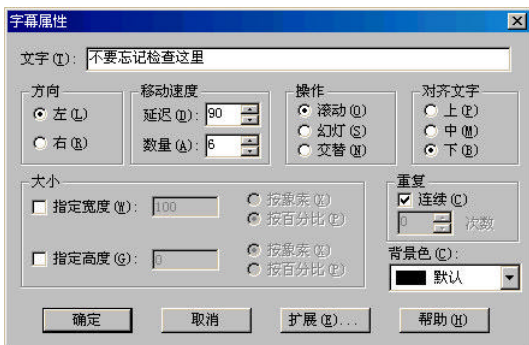 字幕属性
文字(T): 不要忘记检查这里
方向
左(L)
右(R)
移动速度
延迟(D): 90
数量(A): 6
操作
滚动(O)
幻灯(S)
交替(N)
对齐文字
上(P)
中(M)
下(B)
大小
指定宽度(W): 100
按象素(X)
按百分比(P)
指定高度(G): 0
按象素(X)
按百分比(P)
重复
连续(C)
0 次数
背景色(C):
默认
确定 取消 扩展(E)... 帮助(H)